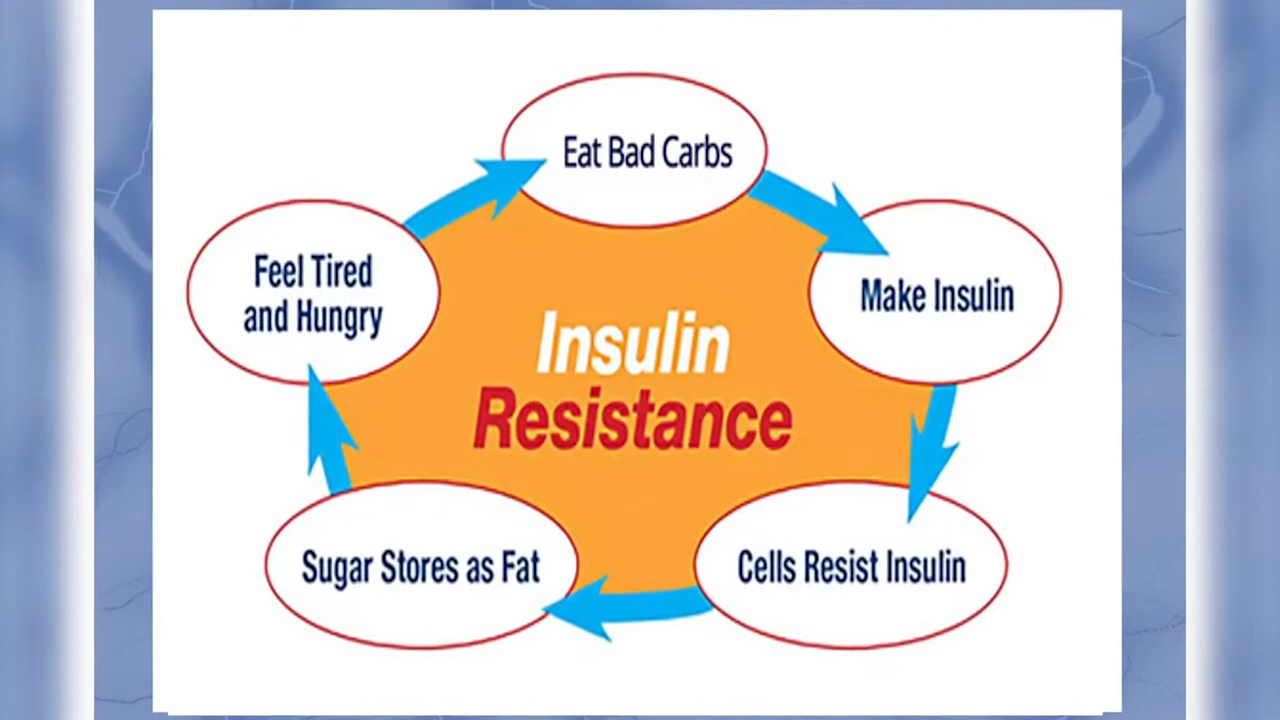 Eat Bad Carbs
Make Insulin
Cells Resist Insulin
Sugar Stores as Fat
Feel Tired
and Hungry
Insulin
Resistance